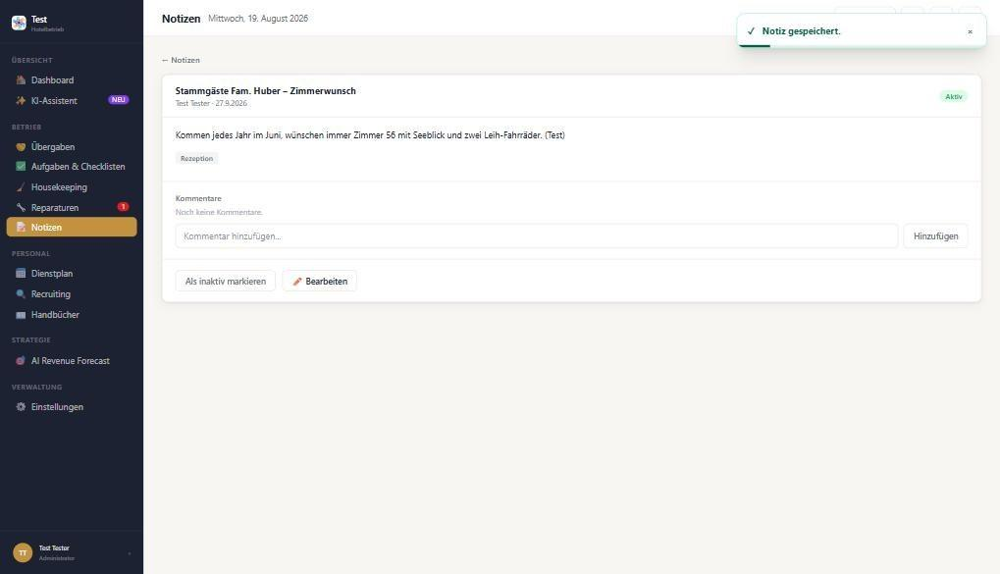 Test
Hotelbetrieb
ÜBERSICHT
Dashboard
KI-Assistent NEU
BETRIEB
Übergaben
Aufgaben & Checklisten
Housekeeping
Reparaturen 1
Notizen
PERSONAL
Dienstplan
Recruiting
Handbücher
STRATEGIE
AI Revenue Forecast
VERWALTUNG
Einstellungen
TT
Test Tester
Administrator
Notizen Mittwoch, 19. August 2026
✓ Notiz gespeichert. ×
← Notizen
Stammgäste Fam. Huber – Zimmerwunsch
Test Tester · 27.9.2026
Aktiv
Kommen jedes Jahr im Juni, wünschen immer Zimmer 56 mit Seeblick und zwei Leih-Fahrräder. (Test)
Rezeption
Kommentare
Noch keine Kommentare.
Kommentar hinzufügen... Hinzufügen
Als inaktiv markieren Bearbeiten